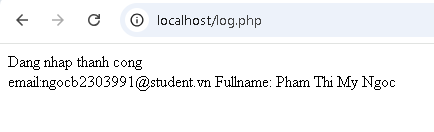 localhost/log.php
Dang nhap thanh cong
email:ngocb2303991@student.vn Fullname: Pham Thi My Ngoc